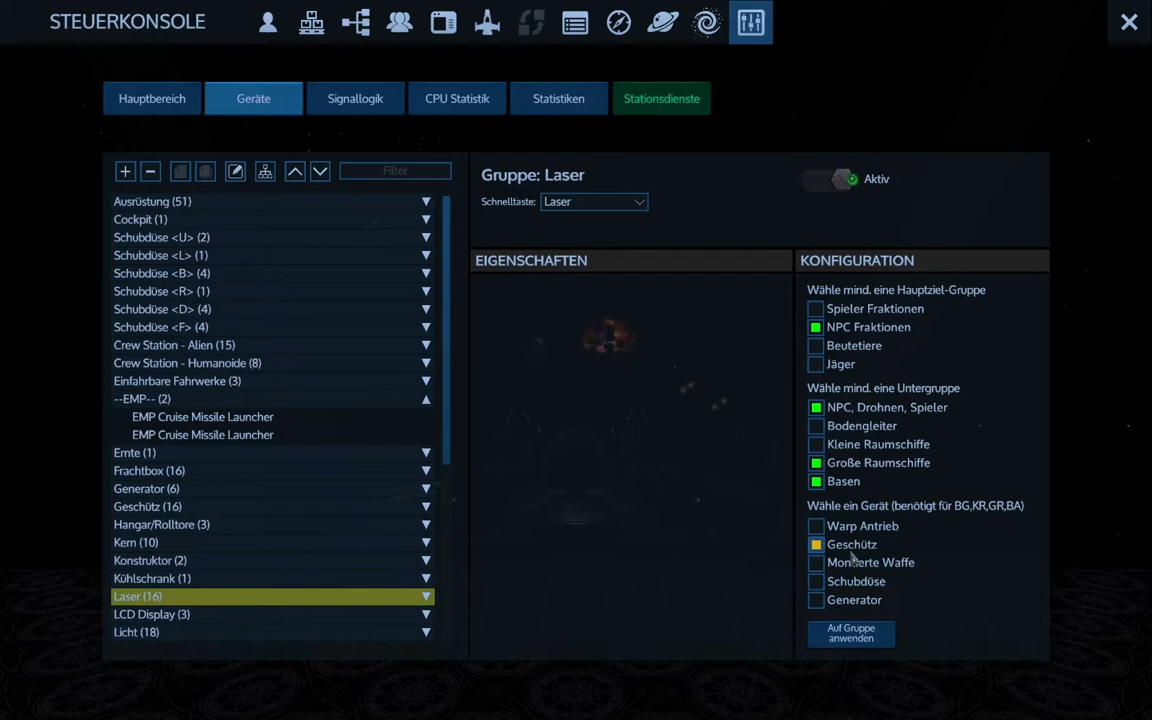 STEUERKONSOLE
Hauptbereich
Geräte
Signallogik
CPU Statistik
Statistiken
Stationsdienste
Filter
Gruppe: Laser
Aktiv
Schnelltaste:
Laser
Ausrüstung (51)
Cockpit (1)
Schubdüse <U> (2)
Schubdüse <L> (1)
Schubdüse <B> (4)
Schubdüse <R> (1)
Schubdüse <D> (4)
Schubdüse <F> (4)
Crew Station - Alien (15)
Crew Station - Humanoide (8)
Einfahrbare Fahrwerke (3)
--EMP-- (2)
EMP Cruise Missile Launcher
EMP Cruise Missile Launcher
Ernte (1)
Frachtbox (16)
Generator (6)
Geschütz (16)
Hangar/Rolltore (3)
Kern (10)
Konstruktor (2)
Kühlschrank (1)
Laser (16)
LCD Display (3)
Licht (18)
EIGENSCHAFTEN
KONFIGURATION
Wähle mind. eine Hauptziel-Gruppe
Spieler Fraktionen
NPC Fraktionen
Beutetiere
Jäger
Wähle mind. eine Untergruppe
NPC, Drohnen, Spieler
Bodengleiter
Kleine Raumschiffe
Große Raumschiffe
Basen
Wähle ein Gerät (benötigt für BG,KR,GR,BA)
Warp Antrieb
Geschütz
Montierte Waffe
Schubdüse
Generator
Auf Gruppe
anwenden